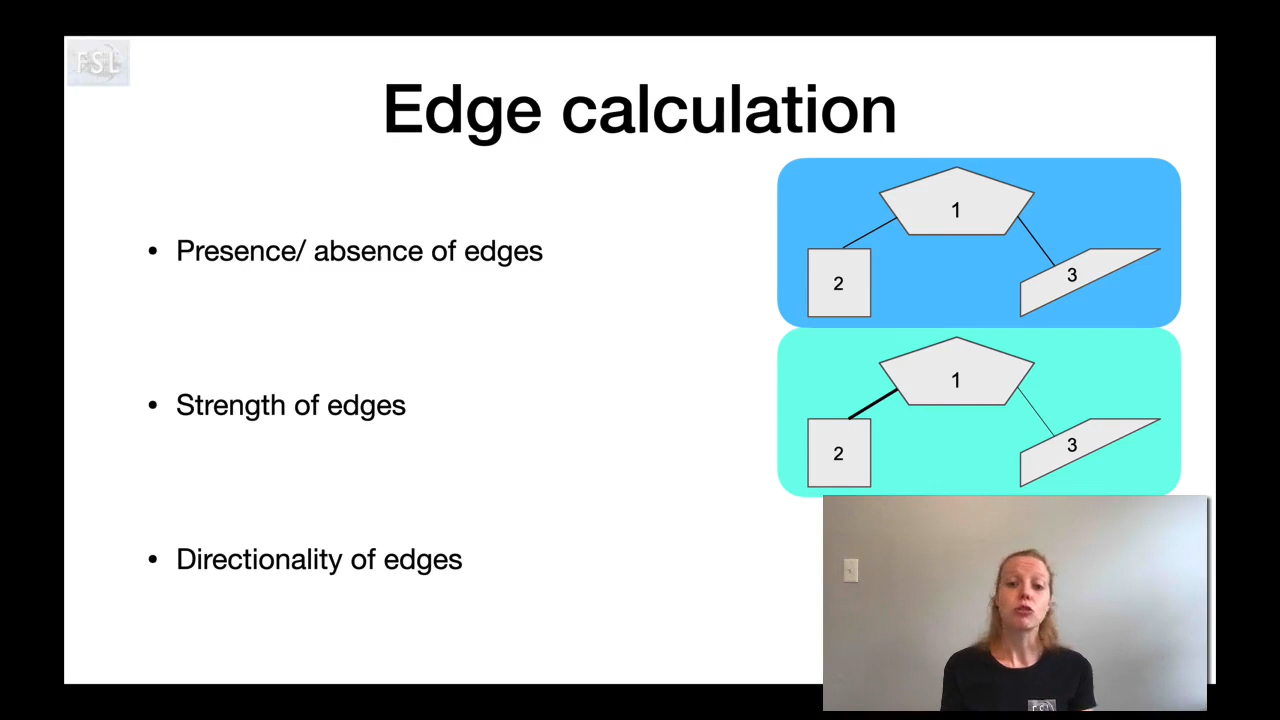 FSL
Edge calculation
• Presence/ absence of edges
1
2
3
• Strength of edges
1
2
3
• Directionality of edges
FSL